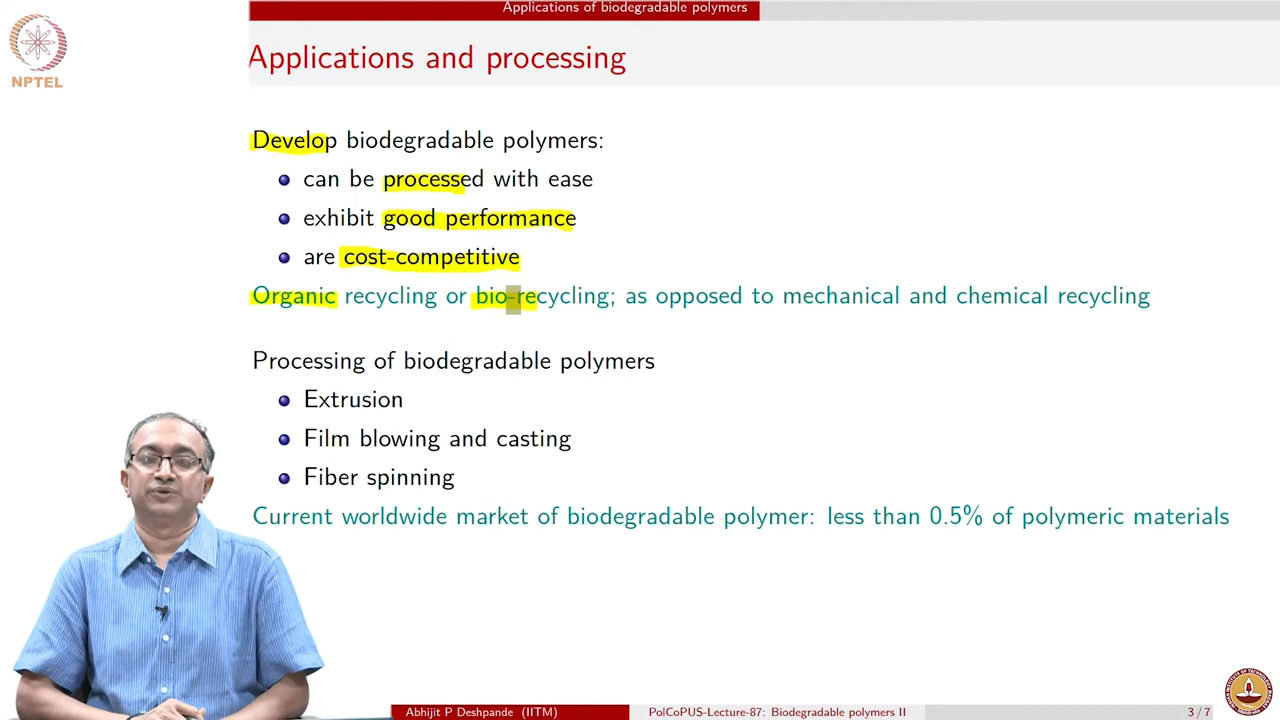 Applications of biodegradable polymers
NPTEL
Applications and processing
Develop biodegradable polymers:
can be processed with ease
exhibit good performance
are cost-competitive
Organic recycling or bio-recycling; as opposed to mechanical and chemical recycling
Processing of biodegradable polymers
Extrusion
Film blowing and casting
Fiber spinning
Current worldwide market of biodegradable polymer: less than 0.5% of polymeric materials
Abhijit P Deshpande (IITM)
PolCoPUS-Lecture-87: Biodegradable polymers II
3 / 7